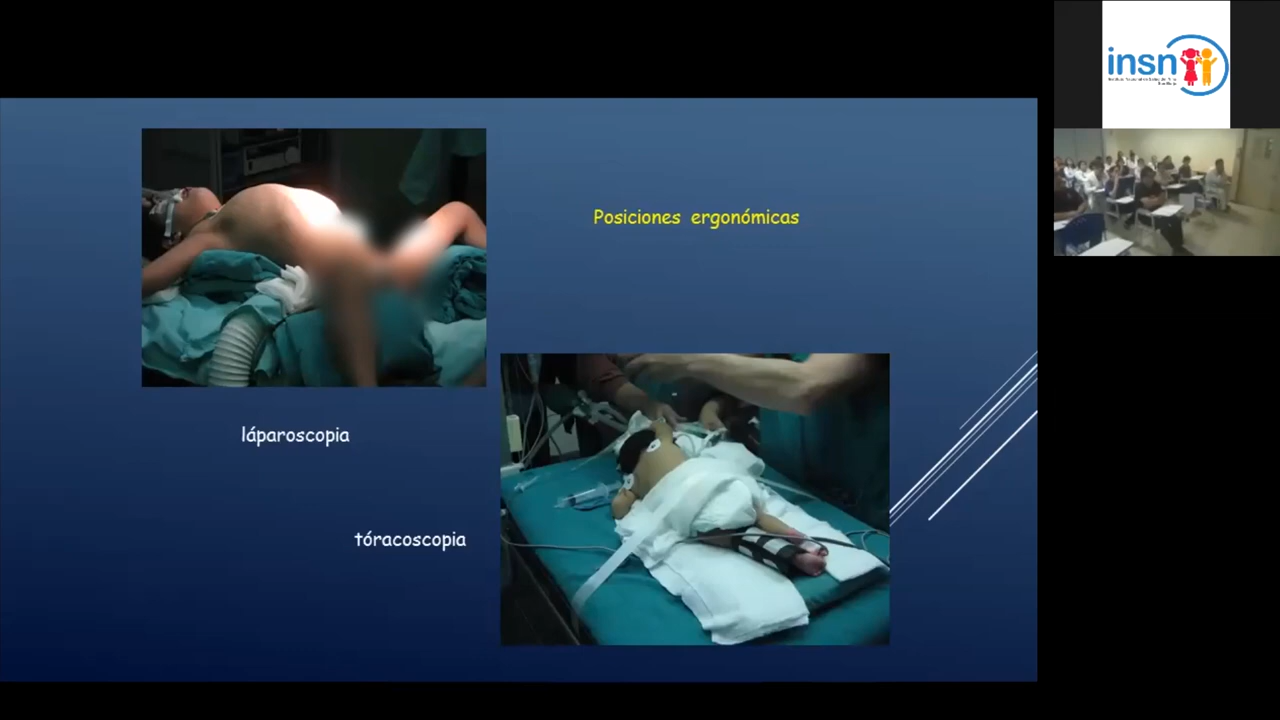 insn
Posiciones ergonómicas
láparoscopia
tóracoscopia